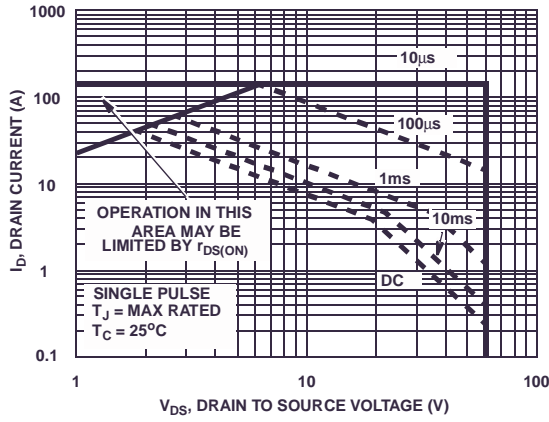 1000
10μs
100
100μs
1ms
10
OPERATION IN THIS
AREA MAY BE
LIMITED BY rDS(ON)
10ms
1
DC
SINGLE PULSE
TJ = MAX RATED
TC = 25°C
0.1
1
10
100
ID, DRAIN CURRENT (A)
VDS, DRAIN TO SOURCE VOLTAGE (V)